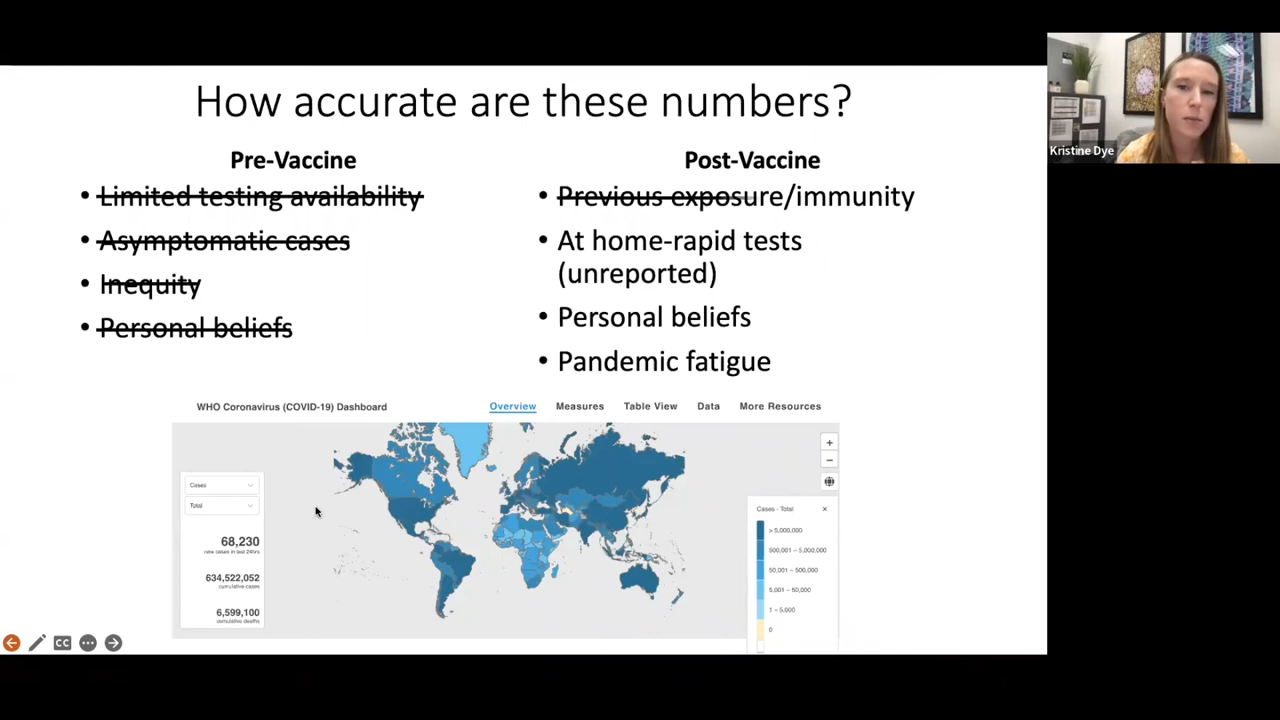 How accurate are these numbers?
Pre-Vaccine
• Limited testing availability
• Asymptomatic cases
• Inequity
• Personal beliefs
Post-Vaccine
• Previous exposure/immunity
• At home-rapid tests
(unreported)
• Personal beliefs
• Pandemic fatigue
Kristine Dye
WHO Coronavirus (COVID-19) Dashboard
Overview Measures Table View Data More Resources
Cases
Total
68,230
new cases in last 24hrs
634,522,052
cumulative cases
6,599,100
cumulative deaths
+
−
Cases - Total ×
> 5,000,000
500,001 – 5,000,000
50,001 – 500,000
5,001 – 50,000
1 – 5,000
0
CC